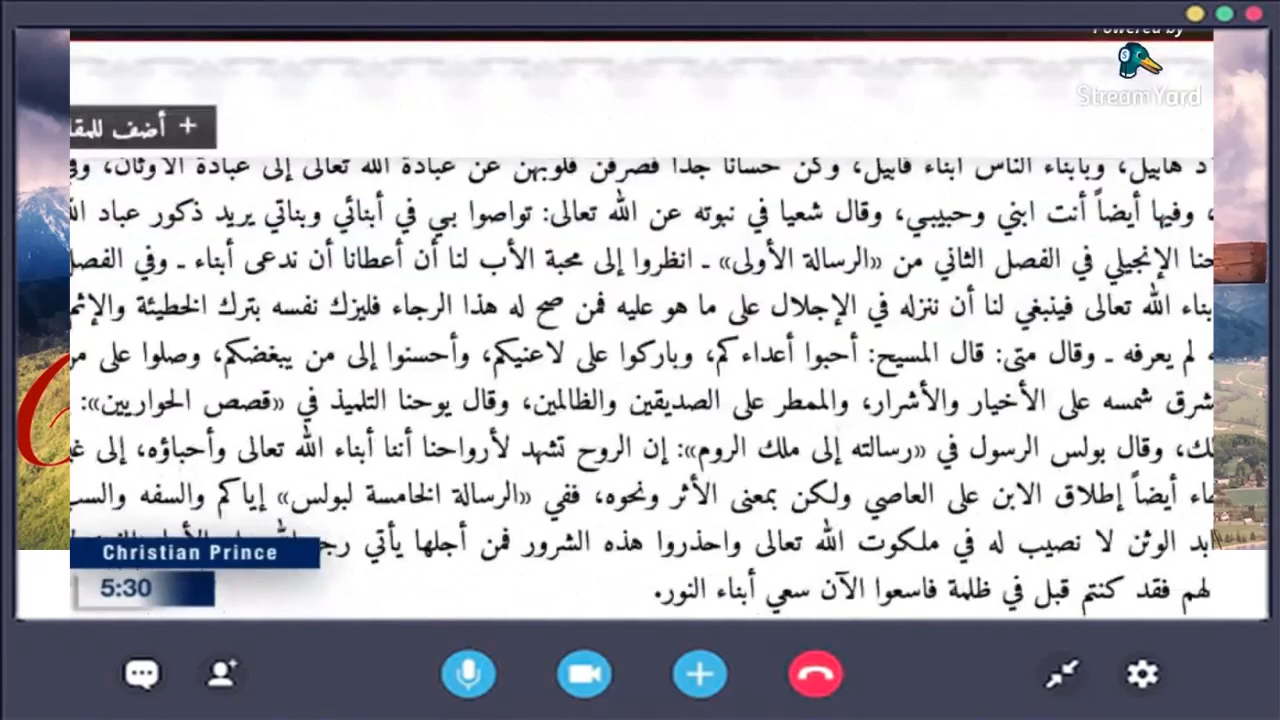 Powered by
StreamYard
+ أضف للمقا
د هابيل، وبأبناء الناس أبناء قابيل، وكن حسانا جدا فصرفن قلوبهن عن عبادة الله تعالى إلى عبادة الأوثان، وفي
، وفيها أيضاً أنت ابني وحبيبي، وقال شعيا في نبوته عن الله تعالى: تواصوا بي في أبنائي وبناتي يريد ذكور عباد
حنا الإنجيلي في الفصل الثاني من «الرسالة الأولى» ـ انظروا إلى محبة الأب لنا أن أعطانا أن ندعى أبناء ـ وفي الفصل
بناء الله تعالى فينبغي لنا أن ننزله في الإجلال على ما هو عليه فمن صح له هذا الرجاء فليزك نفسه بترك الخطيئة والإثم
لم يعرفه ـ وقال متى: قال المسيح: أحبوا أعداءكم، وباركوا على لاعنيكم، وأحسنوا إلى من يبغضكم، وصلوا على
شرق شمسه على الأخيار والأشرار، والممطر على الصديقين والظالمين، وقال يوحنا التلميذ في «قصص الحواريين»:
لك، وقال بولس الرسول في «رسالته إلى ملك الروم»: إن الروح تشهد لأرواحنا أننا أبناء الله تعالى وأحباؤه، إلى
اء أيضاً إطلاق الابن على العاصي ولكن بمعنى الأثر ونحوه، ففي «الرسالة الخامسة لبولس» إياكم والسفه والسب
ابد الوثن لا نصيب له في ملكوت الله تعالى واحذروا هذه الشرور فمن أجلها يأتي
لهم فقد كنتم قبل في ظلمة فاسعوا الآن سعي أبناء النور.
Christian Prince
5:30